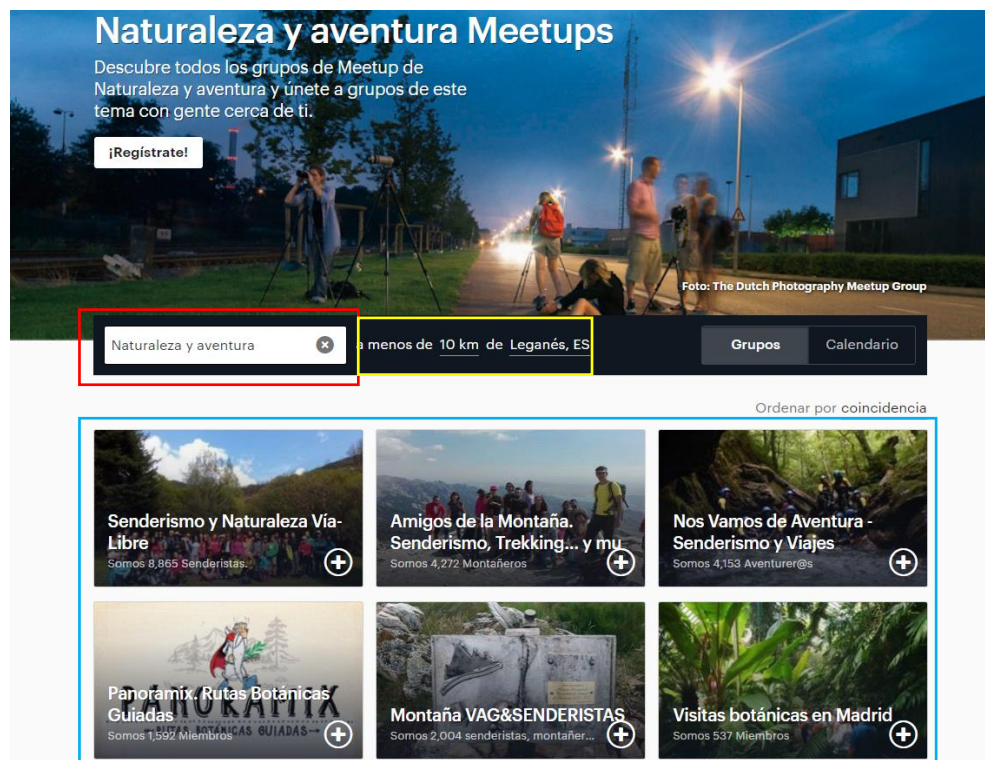 Naturaleza y aventura Meetups
Descubre todos los grupos de Meetup de
Naturaleza y aventura y únete a grupos de este
tema con gente cerca de ti.
¡Regístrate!
Foto: The Dutch Photography Meetup Group
Naturaleza y aventura
a menos de 10 km de Leganés, ES
Grupos
Calendario
Ordenar por coincidencia
Senderismo y Naturaleza Vía-
Libre
Somos 8,865 Senderistas.
Amigos de la Montaña.
Senderismo, Trekking... y mu
Somos 4,272 Montañeros
Nos Vamos de Aventura -
Senderismo y Viajes
Somos 4,153 Aventurer@s
PANORAMIX
RUTAS BOTÁNICAS GUIADAS
Panoramix. Rutas Botánicas
Guiadas
Somos 1,592 Miembros
Montaña VAG&SENDERISTAS
Somos 2,004 senderistas, montañer...
Visitas botánicas en Madrid
Somos 537 Miembros